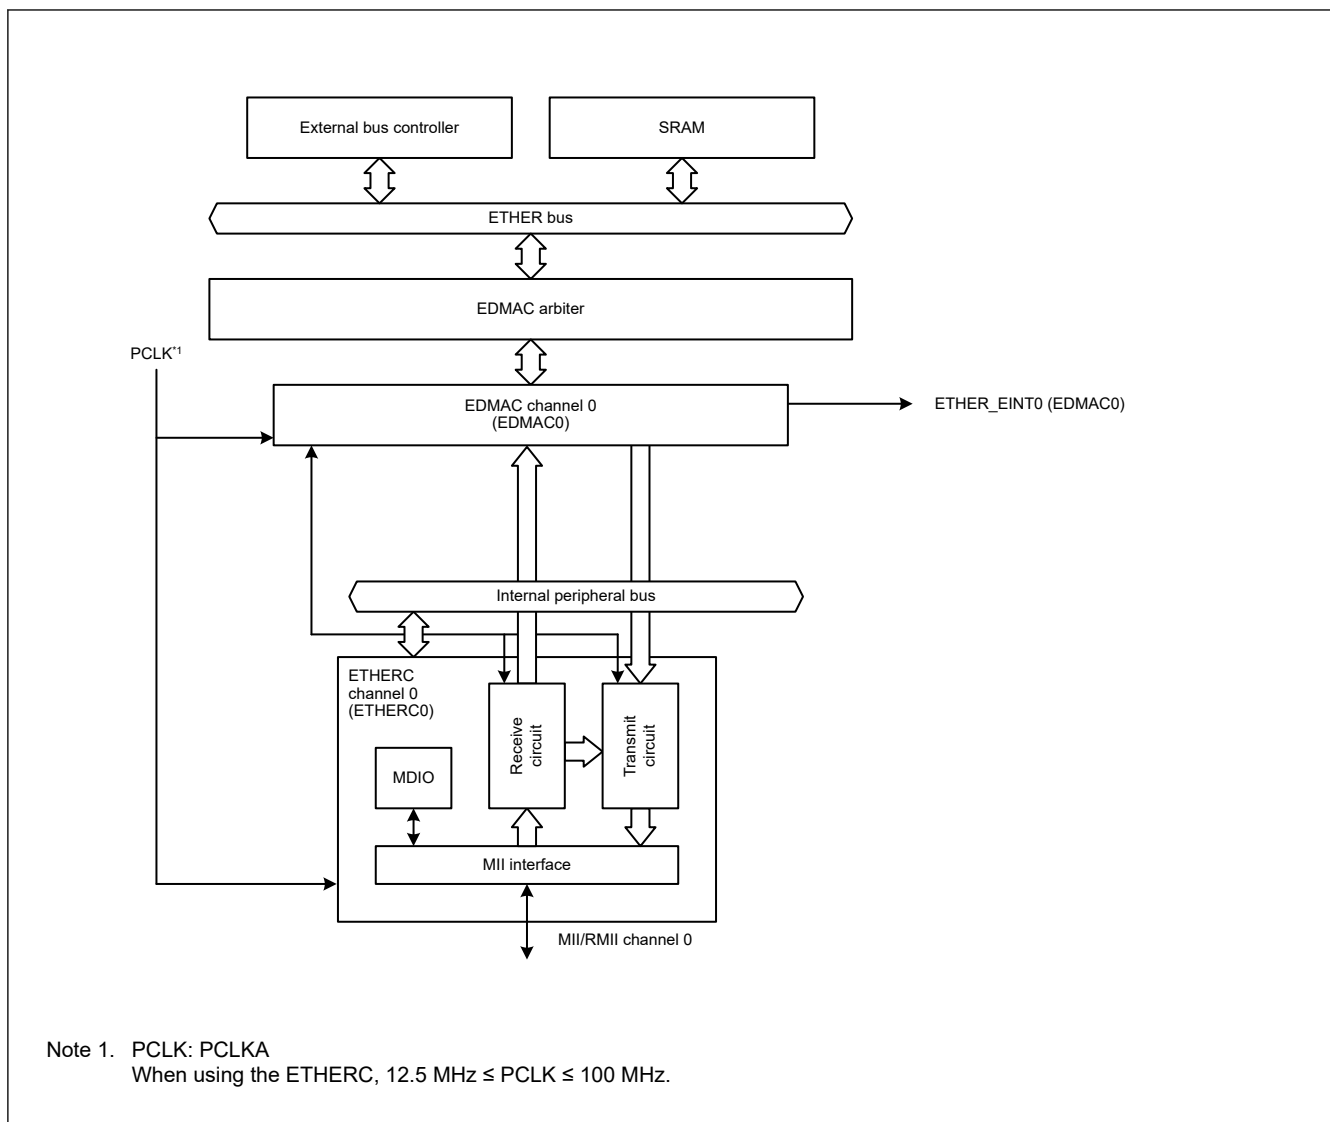 External bus controller
SRAM
ETHER bus
EDMAC arbiter
PCLK*1
EDMAC channel 0
(EDMAC0)
ETHER_EINT0 (EDMAC0)
Internal peripheral bus
ETHERC
channel 0
(ETHERC0)
Receive
circuit
Transmit
circuit
MDIO
MII interface
MII/RMII channel 0
Note 1. PCLK: PCLKA
When using the ETHERC, 12.5 MHz ≤ PCLK ≤ 100 MHz.